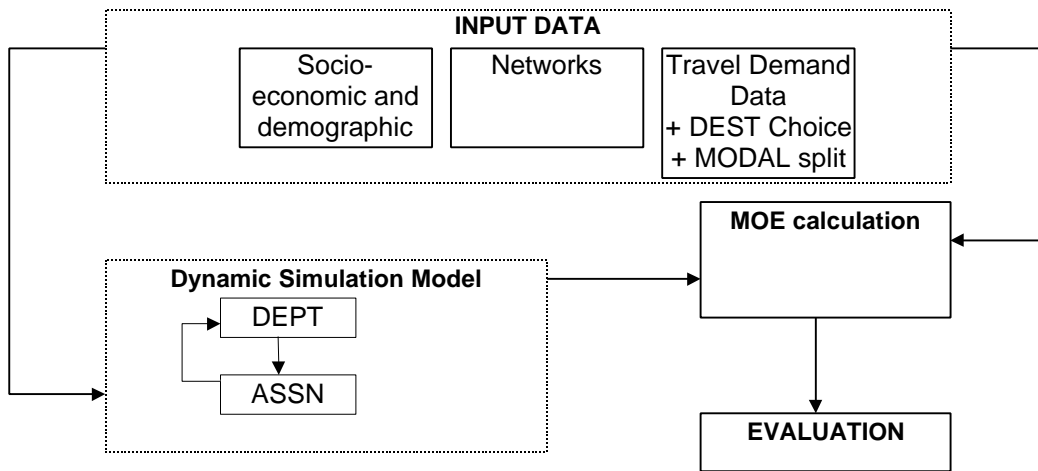 INPUT DATA
Socio-
economic and
demographic
Networks
Travel Demand
Data
+ DEST Choice
+ MODAL split
MOE calculation
Dynamic Simulation Model
DEPT
ASSN
EVALUATION